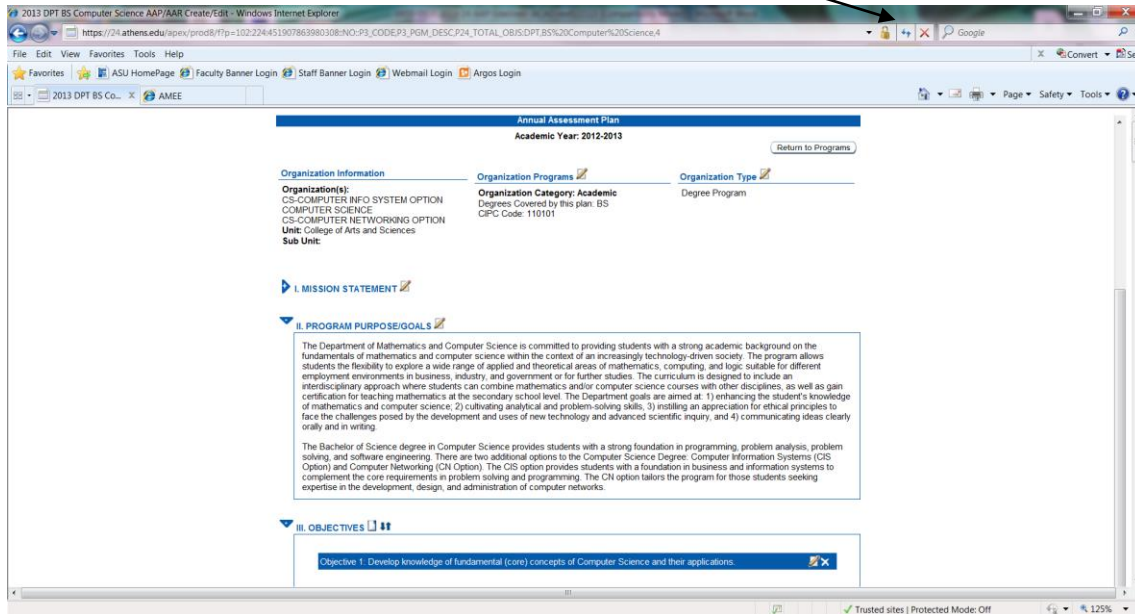 2013 DPT BS Computer Science AAP/AAR Create/Edit - Windows Internet Explorer
https://24.athens.edu/apex/prod8/f?p=102:224:451907863980308::NO::P3_CODE,P3_PGM_DESC,P24_TOTAL_OBJS:DPT,BS%20Computer%20Science,4
Google
File Edit View Favorites Tools Help
X Convert
Favorites ASU HomePage Faculty Banner Login Staff Banner Login Webmail Login Argos Login
2013 DPT BS Co... X AMEE
Page Safety Tools
Annual Assessment Plan
Academic Year: 2012-2013
Return to Programs
Organization Information
Organization(s):
CS-COMPUTER INFO SYSTEM OPTION
COMPUTER SCIENCE
CS-COMPUTER NETWORKING OPTION
Unit: College of Arts and Sciences
Sub Unit:
Organization Programs
Organization Category: Academic
Degrees Covered by this plan: BS
CIPC Code: 110101
Organization Type
Degree Program
I. MISSION STATEMENT
II. PROGRAM PURPOSE/GOALS
The Department of Mathematics and Computer Science is committed to providing students with a strong academic background on the
fundamentals of mathematics and computer science within the context of an increasingly technology-driven society. The program allows
students the flexibility to explore a wide range of applied and theoretical areas of mathematics, computing, and logic suitable for different
employment environments in business, industry, and government or for further studies. The curriculum is designed to include an
interdisciplinary approach where students can combine mathematics and/or computer science courses with other disciplines, as well as gain
certification for teaching mathematics at the secondary school level. The Department goals are aimed at: 1) enhancing the student's knowledge
of mathematics and computer science; 2) cultivating analytical and problem-solving skills, 3) instilling an appreciation for ethical principles to
face the challenges posed by the development and uses of new technology and advanced scientific inquiry, and 4) communicating ideas clearly
orally and in writing.
The Bachelor of Science degree in Computer Science provides students with a strong foundation in programming, problem analysis, problem
solving, and software engineering. There are two additional options to the Computer Science Degree: Computer Information Systems (CIS
Option) and Computer Networking (CN Option). The CIS option provides students with a foundation in business and information systems to
complement the core requirements in problem solving and programming. The CN option tailors the program for those students seeking
expertise in the development, design, and administration of computer networks.
III. OBJECTIVES
Objective 1: Develop knowledge of fundamental (core) concepts of Computer Science and their applications.
Trusted sites | Protected Mode: Off
125%